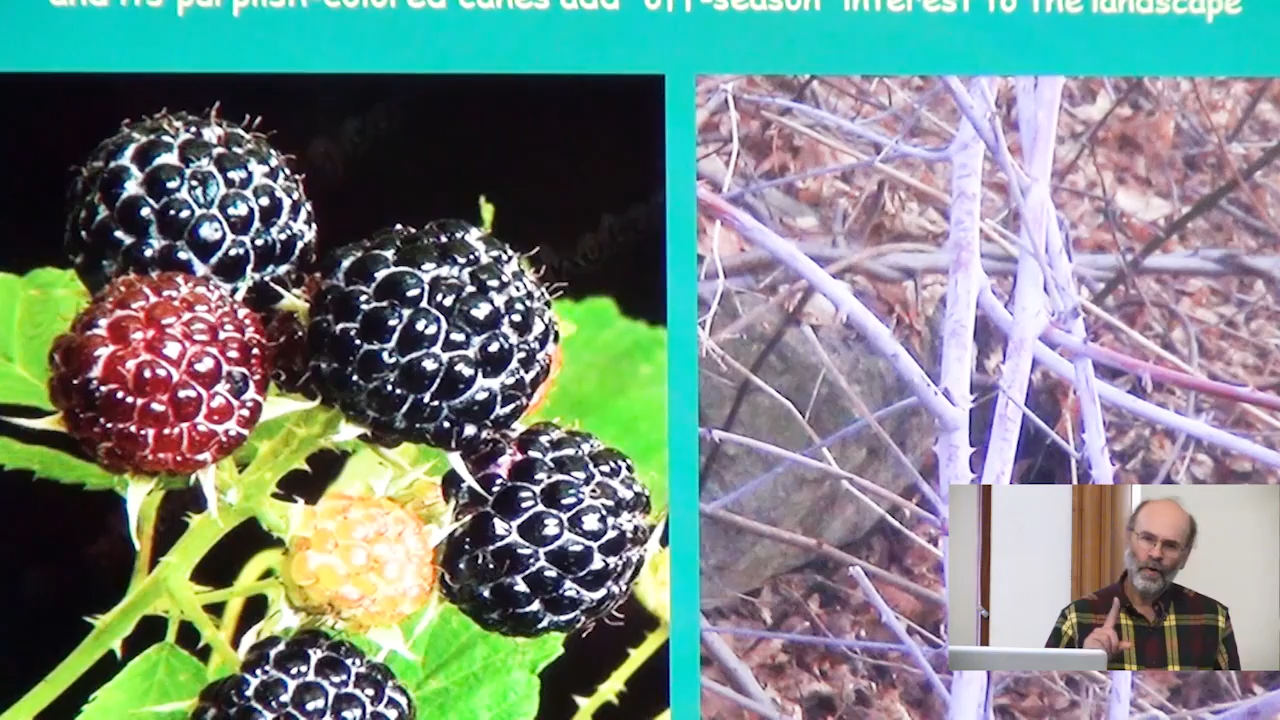 and its purplish-colored canes add "off-season" interest to the landscape